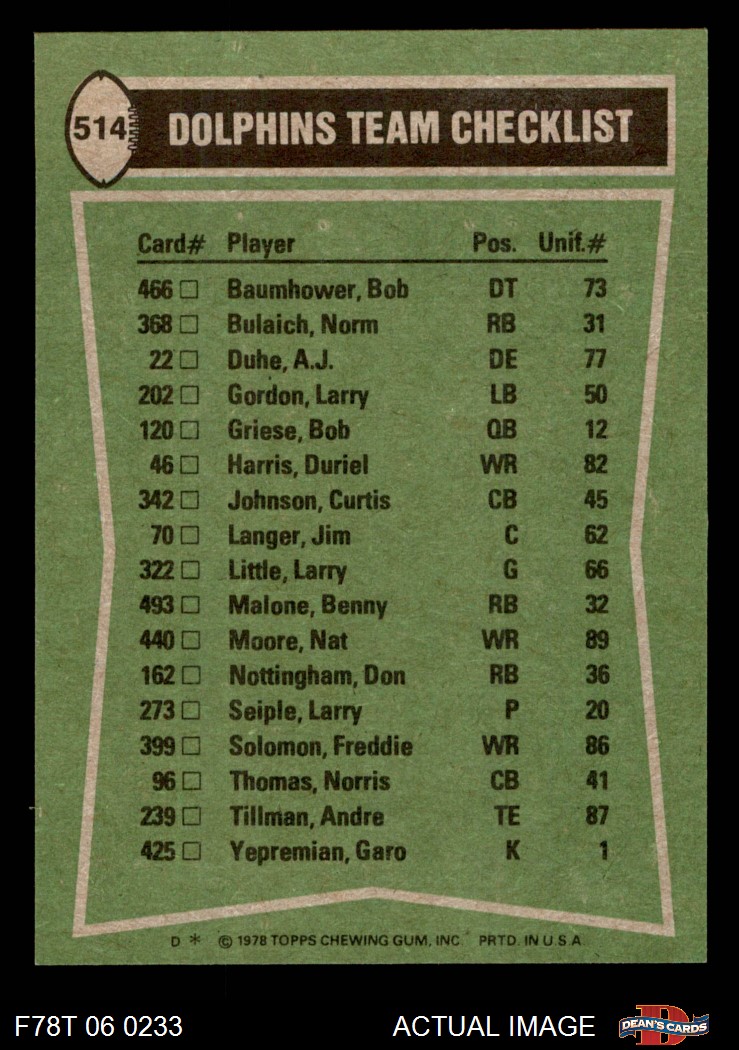 514 DOLPHINS TEAM CHECKLIST
Card# Player Pos. Unif.#
466 □ Baumhower, Bob DT 73
368 □ Bulaich, Norm RB 31
22 □ Duhe, A.J. DE 77
202 □ Gordon, Larry LB 50
120 □ Griese, Bob QB 12
46 □ Harris, Duriel WR 82
342 □ Johnson, Curtis CB 45
70 □ Langer, Jim C 62
322 □ Little, Larry G 66
493 □ Malone, Benny RB 32
440 □ Moore, Nat WR 89
162 □ Nottingham, Don RB 36
273 □ Seiple, Larry P 20
399 □ Solomon, Freddie WR 86
96 □ Thomas, Norris CB 41
239 □ Tillman, Andre TE 87
425 □ Yepremian, Garo K 1
D * © 1978 TOPPS CHEWING GUM, INC. PRTD. IN U.S.A.
F78T 06 0233 ACTUAL IMAGE D DEAN'S CARDS